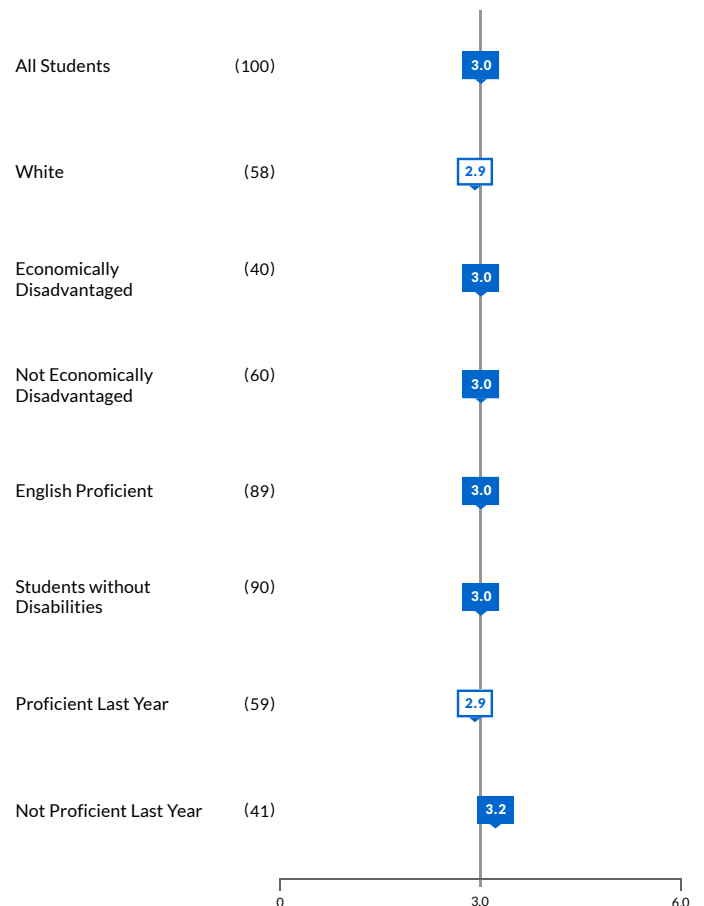 All Students (100) 3.0
White (58) 2.9
Economically (40)
Disadvantaged 3.0
Not Economically (60)
Disadvantaged 3.0
English Proficient (89) 3.0
Students without (90)
Disabilities 3.0
Proficient Last Year (59) 2.9
Not Proficient Last Year (41) 3.2
0 3.0 6.0